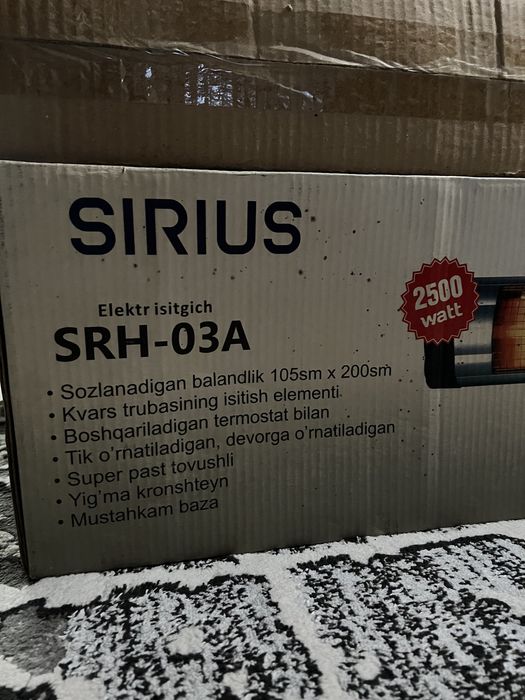 SIRIUS
Elektr isitgich
SRH-03A
2500
watt
• Sozlanadigan balandlik 105sm x 200sm
• Kvars trubasining isitish elementi.
• Boshqariladigan termostat bilan
• Tik o'rnatiladigan, devorga o'rnatiladigan
• Super past tovushli
• Yig'ma kronshteyn
• Mustahkam baza